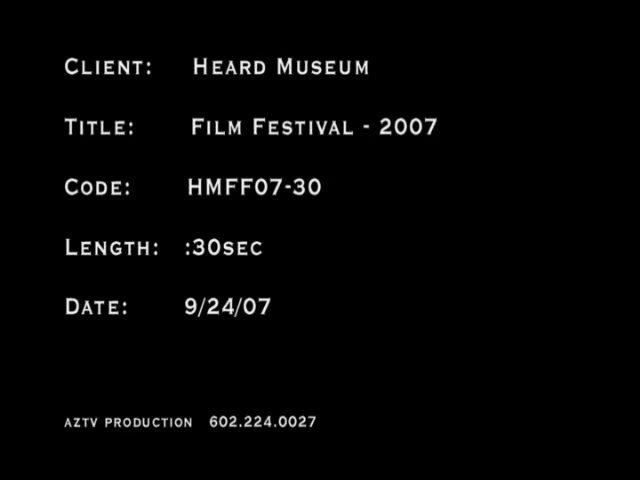 Client: Heard Museum
Title: Film Festival - 2007
Code: HMFF07-30
Length: :30sec
Date: 9/24/07
AZTV PRODUCTION 602.224.0027